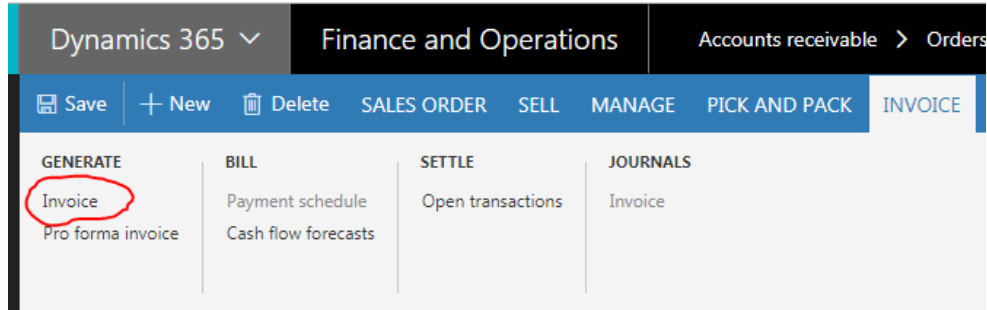 Dynamics 365 Finance and Operations Accounts receivable > Orders
Save + New Delete SALES ORDER SELL MANAGE PICK AND PACK INVOICE
GENERATE BILL SETTLE JOURNALS
Invoice Payment schedule Open transactions Invoice
Pro forma invoice Cash flow forecasts